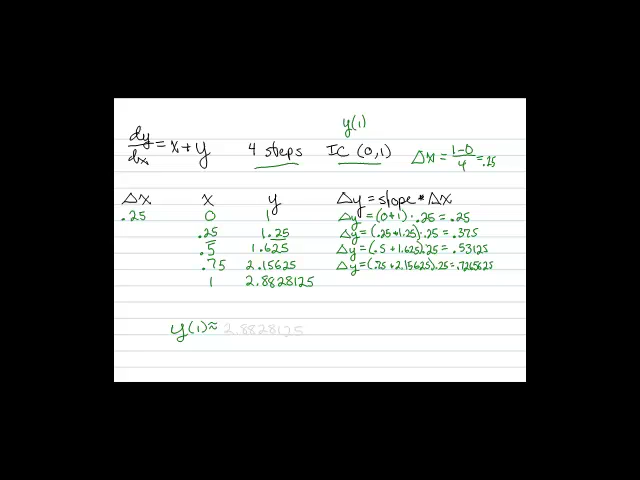 y(1)
dy/dx = x + y 4 steps IC (0,1) Δx = (1-0)/4 = .25
Δx x y Δy = slope * Δx
.25 0 1 Δy = (0+1) · .25 = .25
.25 1.25 Δy = (.25+1.25) · .25 = .375
.5 1.625 Δy = (.5 + 1.625) .25 = .53125
.75 2.15625 Δy = (.75 + 2.15625) .25 = .7265625
1 2.8828125
y(1) ≈ 2.8828125